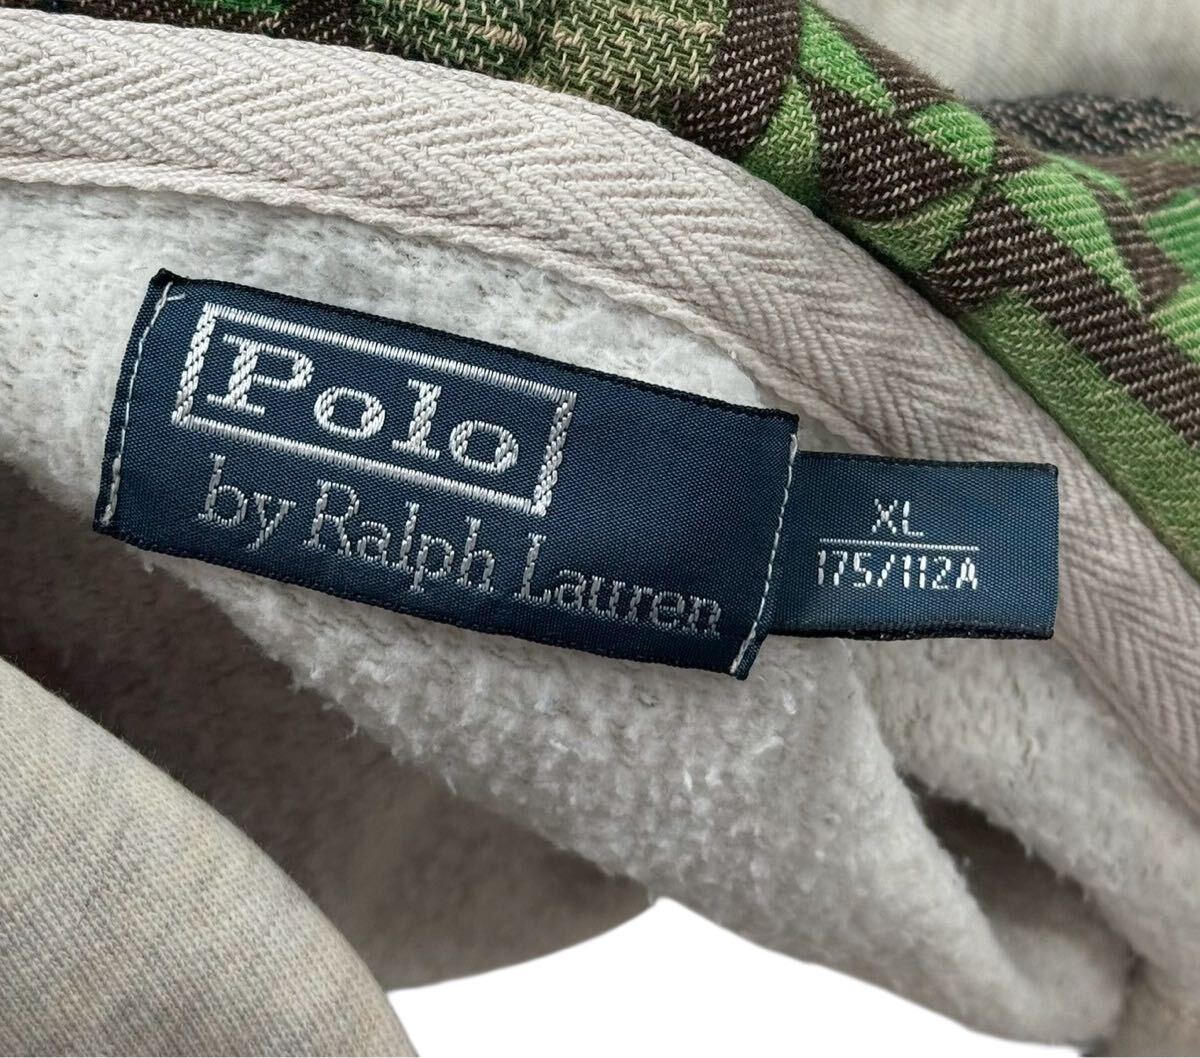 Polo
by Ralph Lauren
XL
175/112A